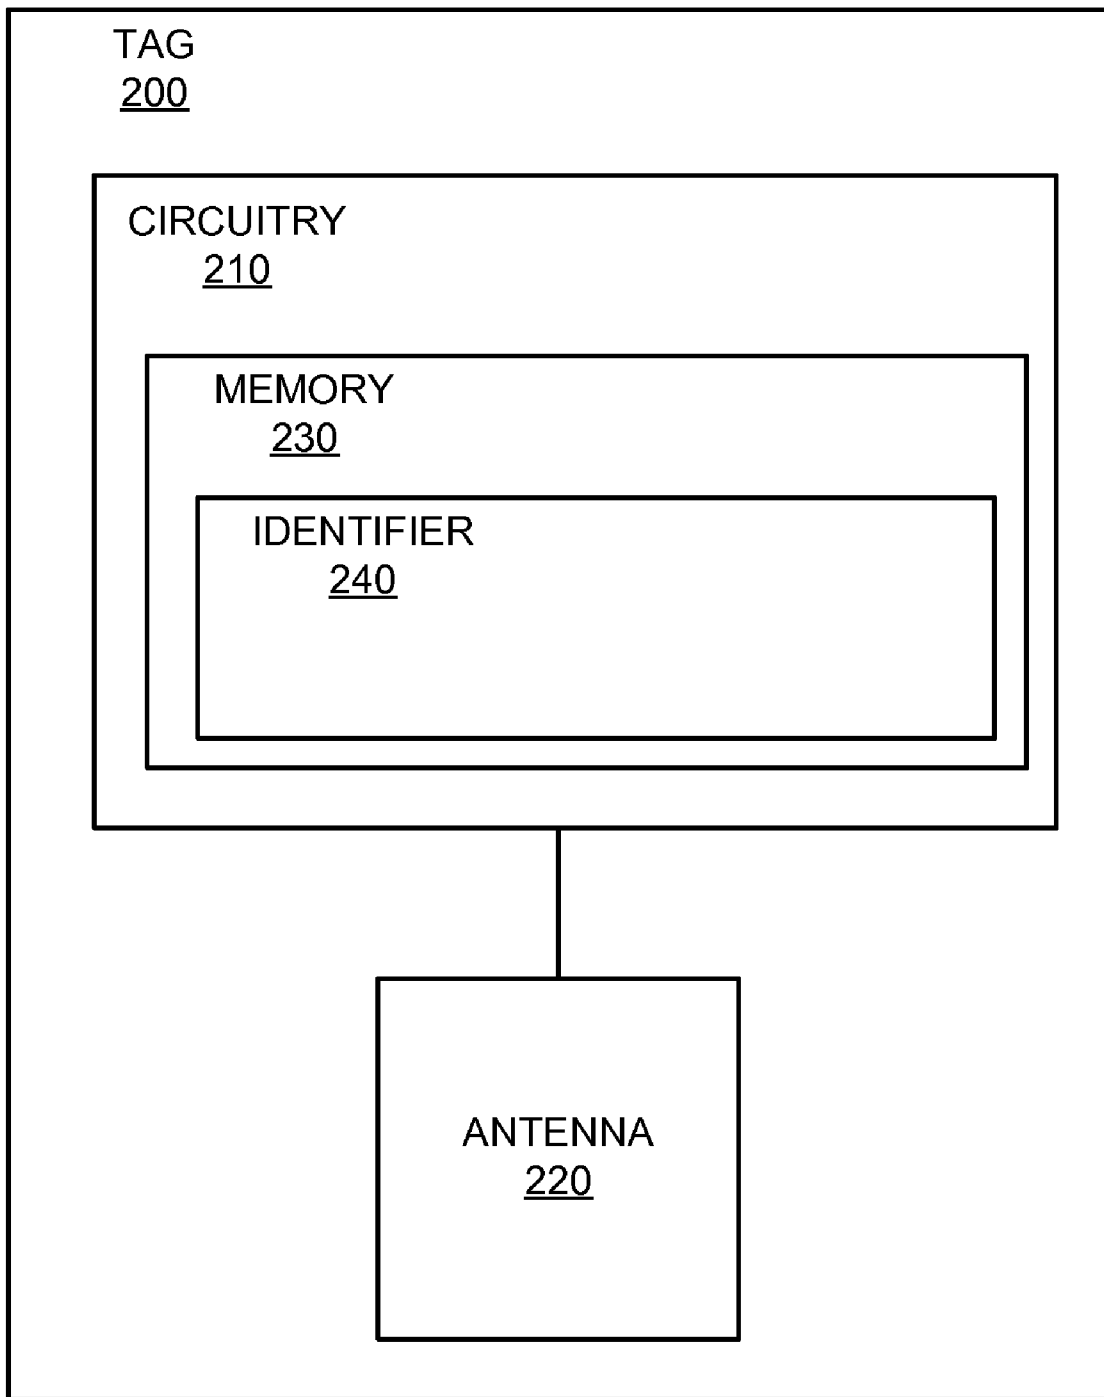 TAG
200
CIRCUITRY
210
MEMORY
230
IDENTIFIER
240
ANTENNA
220